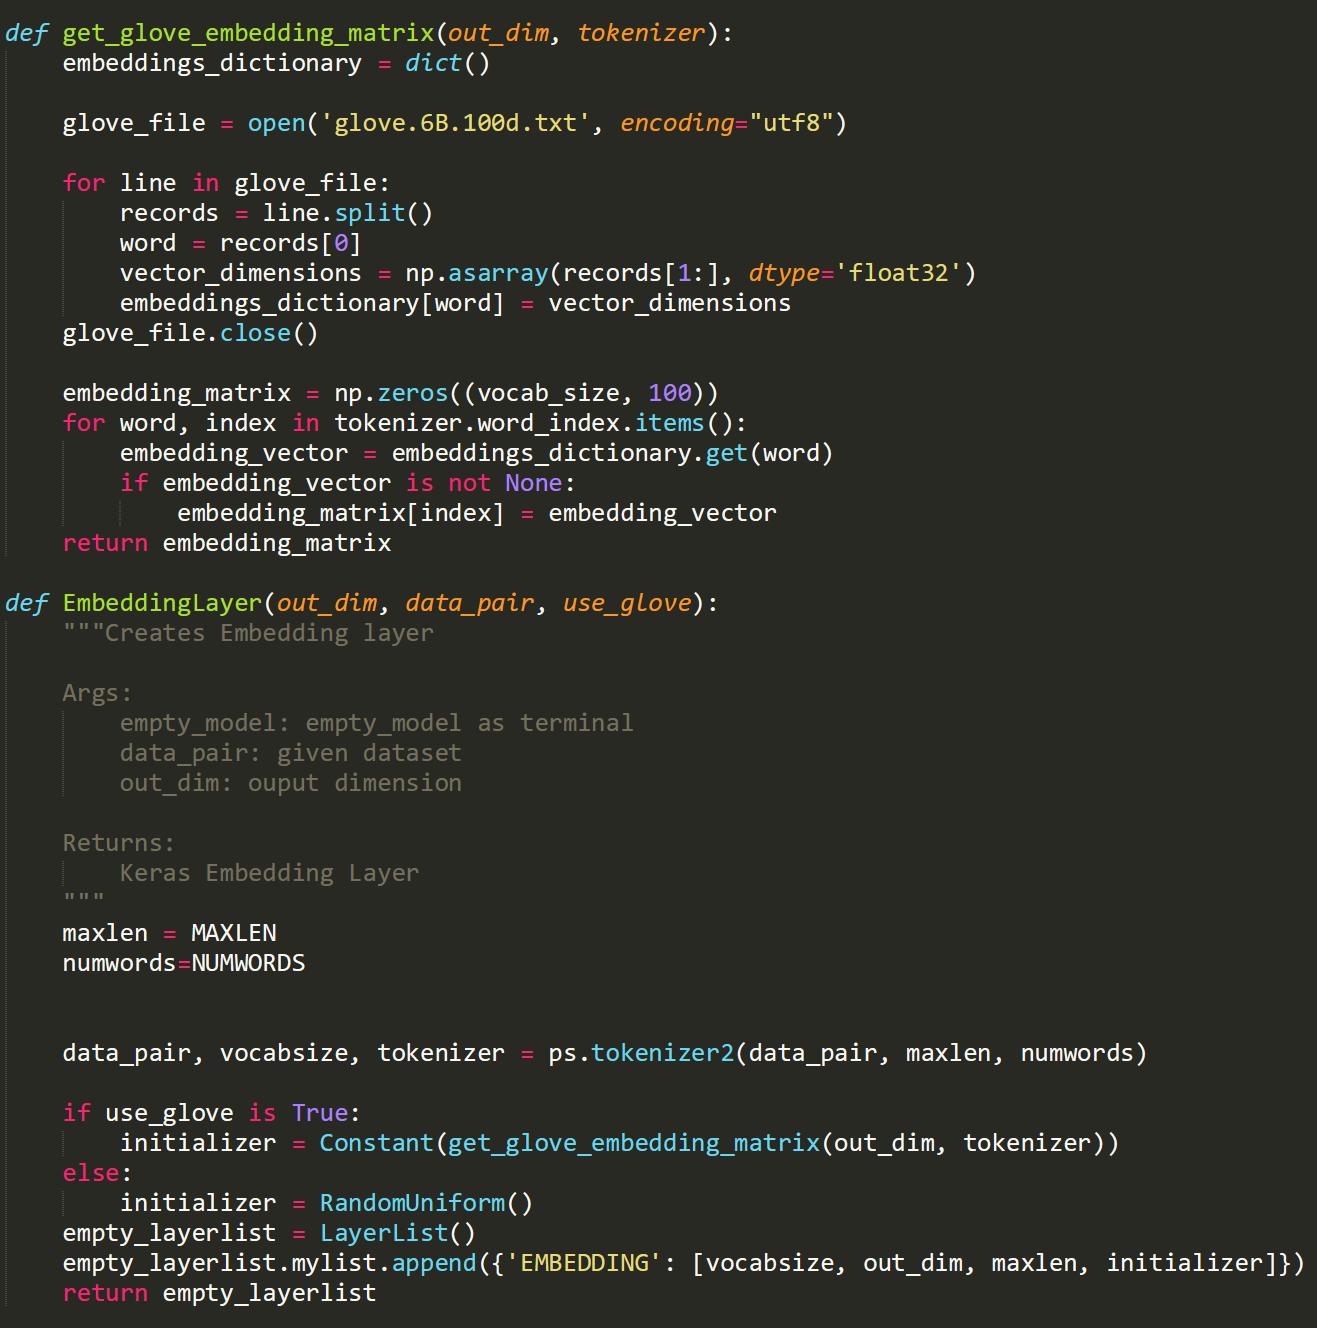 def get_glove_embedding_matrix(out_dim, tokenizer):
    embeddings_dictionary = dict()

    glove_file = open('glove.6B.100d.txt', encoding="utf8")

    for line in glove_file:
        records = line.split()
        word = records[0]
        vector_dimensions = np.asarray(records[1:], dtype='float32')
        embeddings_dictionary[word] = vector_dimensions
    glove_file.close()

    embedding_matrix = np.zeros((vocab_size, 100))
    for word, index in tokenizer.word_index.items():
        embedding_vector = embeddings_dictionary.get(word)
        if embedding_vector is not None:
            embedding_matrix[index] = embedding_vector
    return embedding_matrix

def EmbeddingLayer(out_dim, data_pair, use_glove):
    """Creates Embedding layer

    Args:
        empty_model: empty_model as terminal
        data_pair: given dataset
        out_dim: ouput dimension

    Returns:
        Keras Embedding Layer
    """
    maxlen = MAXLEN
    numwords=NUMWORDS


    data_pair, vocabsize, tokenizer = ps.tokenizer2(data_pair, maxlen, numwords)

    if use_glove is True:
        initializer = Constant(get_glove_embedding_matrix(out_dim, tokenizer))
    else:
        initializer = RandomUniform()
    empty_layerlist = LayerList()
    empty_layerlist.mylist.append({'EMBEDDING': [vocabsize, out_dim, maxlen, initializer]})
    return empty_layerlist